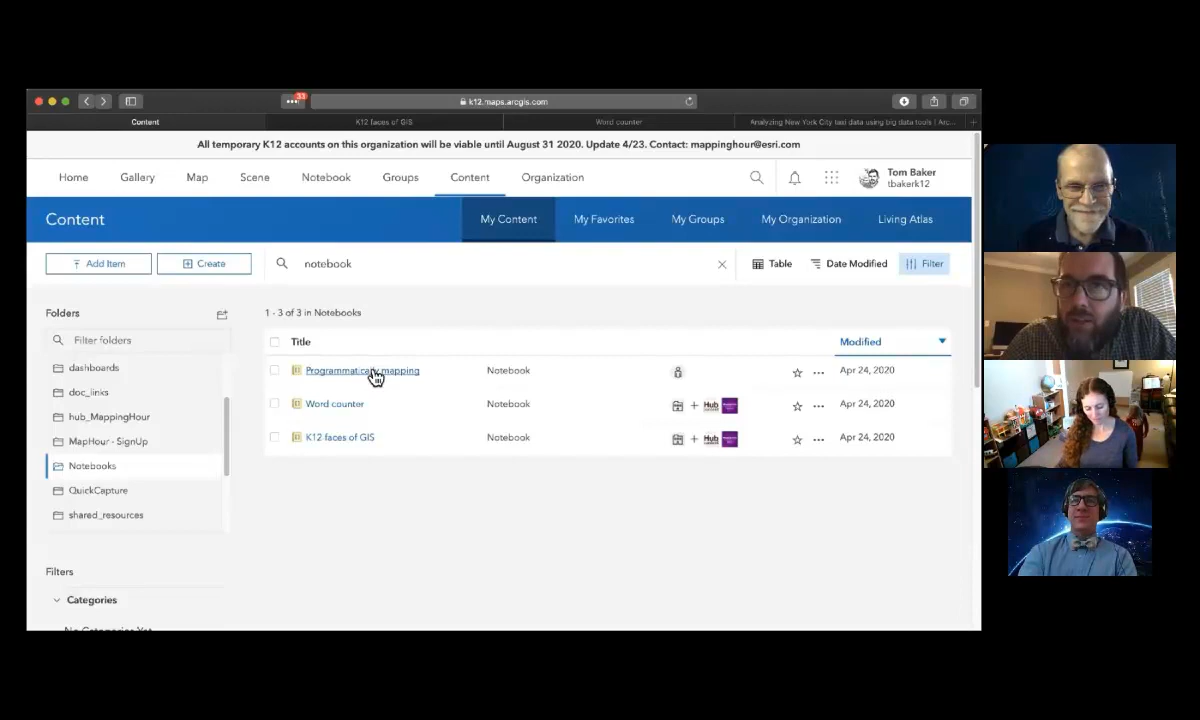 33
k12.maps.arcgis.com
Content
K12 faces of GIS
Word counter
Analyzing New York City taxi data using big data tools | Arc...
All temporary K12 accounts on this organization will be viable until August 31 2020. Update 4/23. Contact: mappinghour@esri.com
Home Gallery Map Scene Notebook Groups Content Organization
Tom Baker
tbakerk12
Content My Content My Favorites My Groups My Organization Living Atlas
Add Item Create notebook Table Date Modified Filter
Folders
1 - 3 of 3 in Notebooks
Filter folders
Title Modified
dashboards
Programmatically mapping Notebook Apr 24, 2020
doc_links
Word counter Notebook + Hub Apr 24, 2020
hub_MappingHour
K12 faces of GIS Notebook + Hub Apr 24, 2020
MapHour - SignUp
Notebooks
QuickCapture
shared_resources
Filters
Categories
No Categories Yet